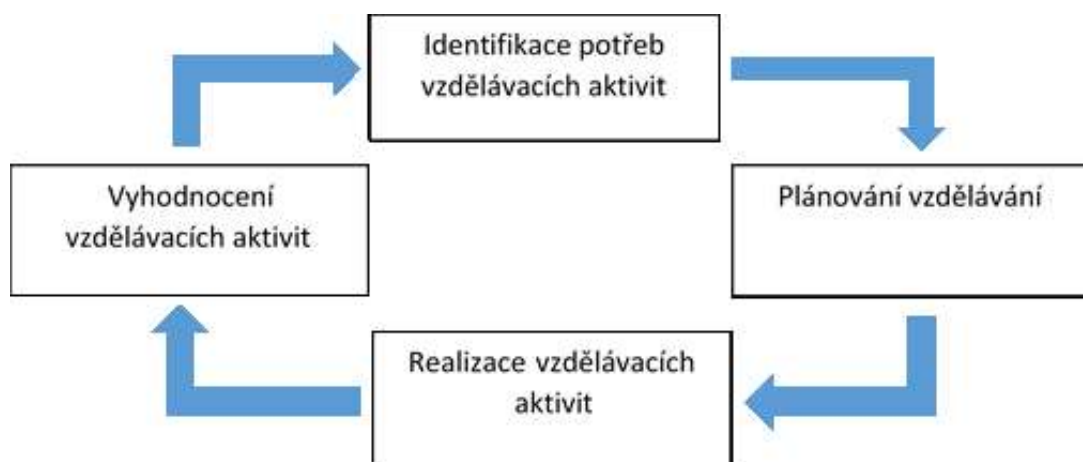 Identifikace potřeb
vzdělávacích aktivit
Plánování vzdělávání
Realizace vzdělávacích
aktivit
Vyhodnocení
vzdělávacích aktivit